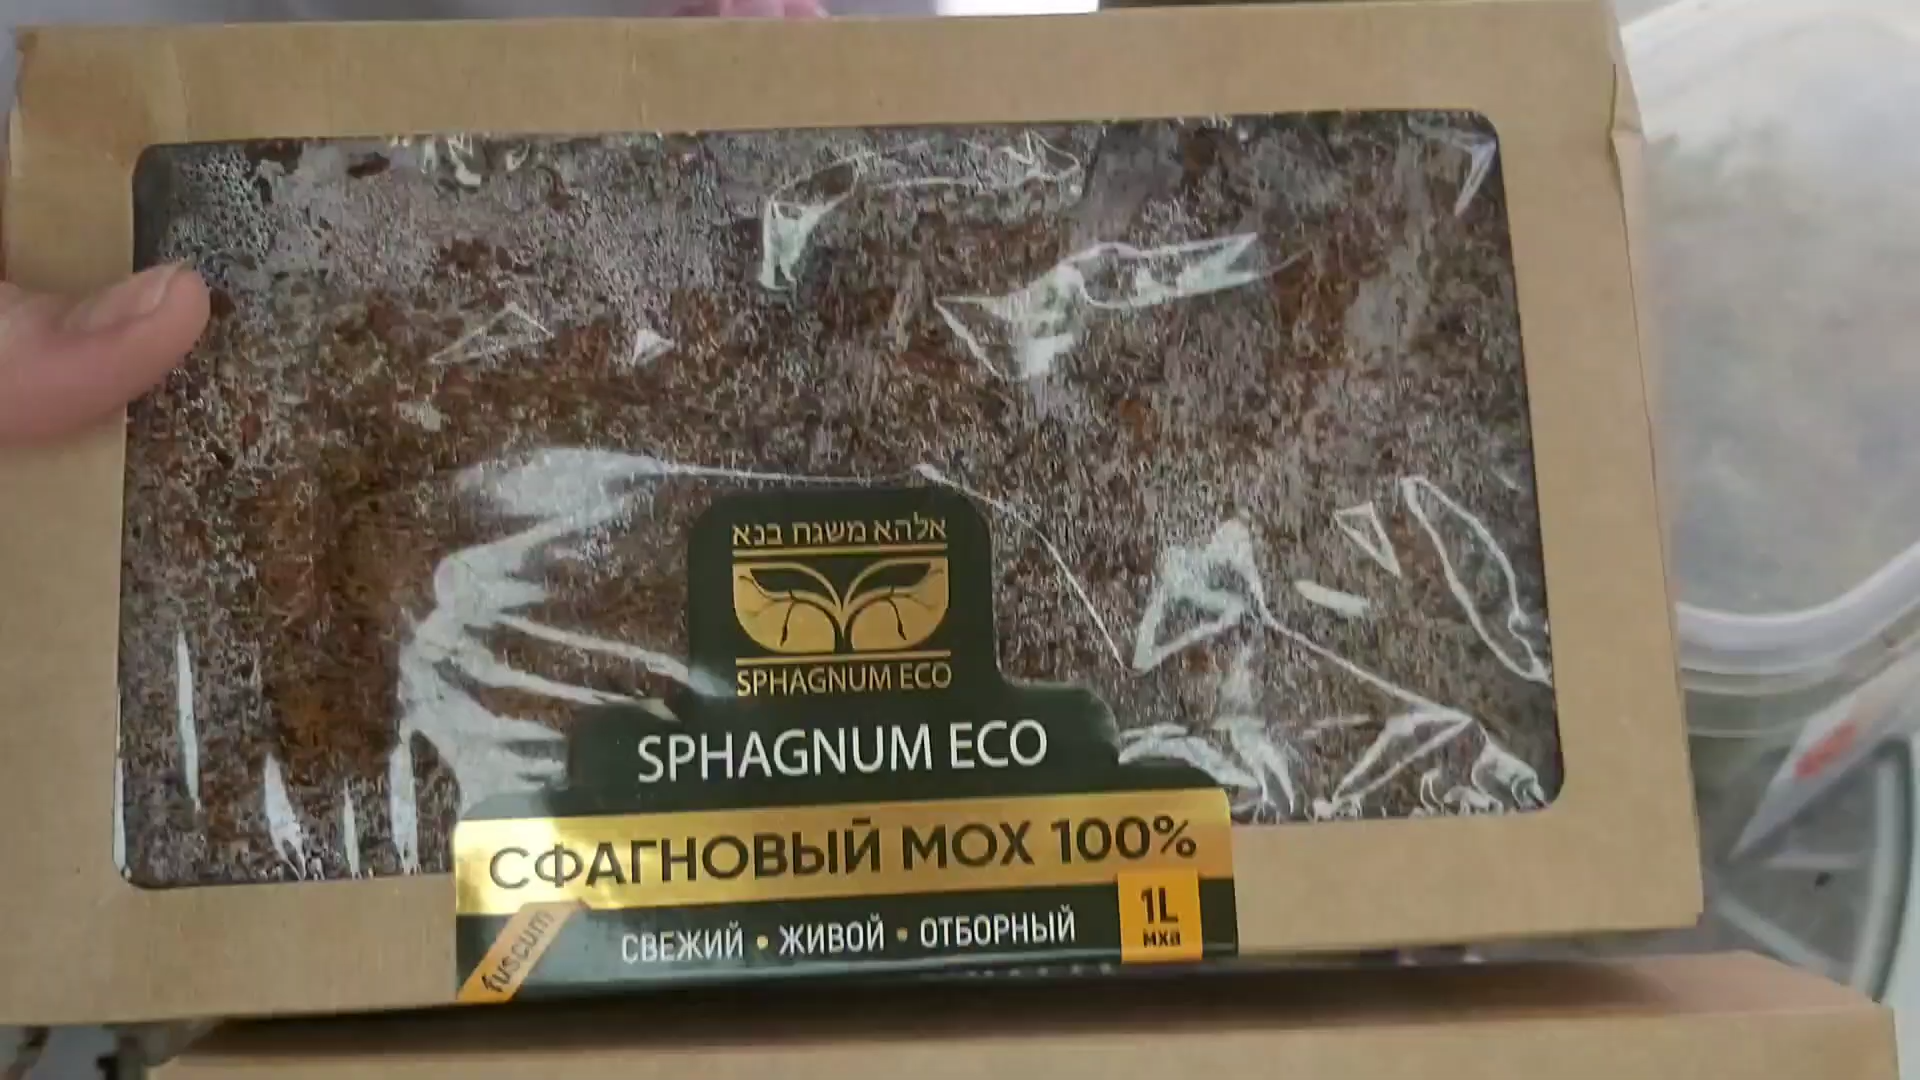 אלהא משגח בנא
SPHAGNUM ECO
SPHAGNUM ECO
СФАГНОВЫЙ МОХ 100%
fuscum
СВЕЖИЙ • ЖИВОЙ • ОТБОРНЫЙ
1L
мха